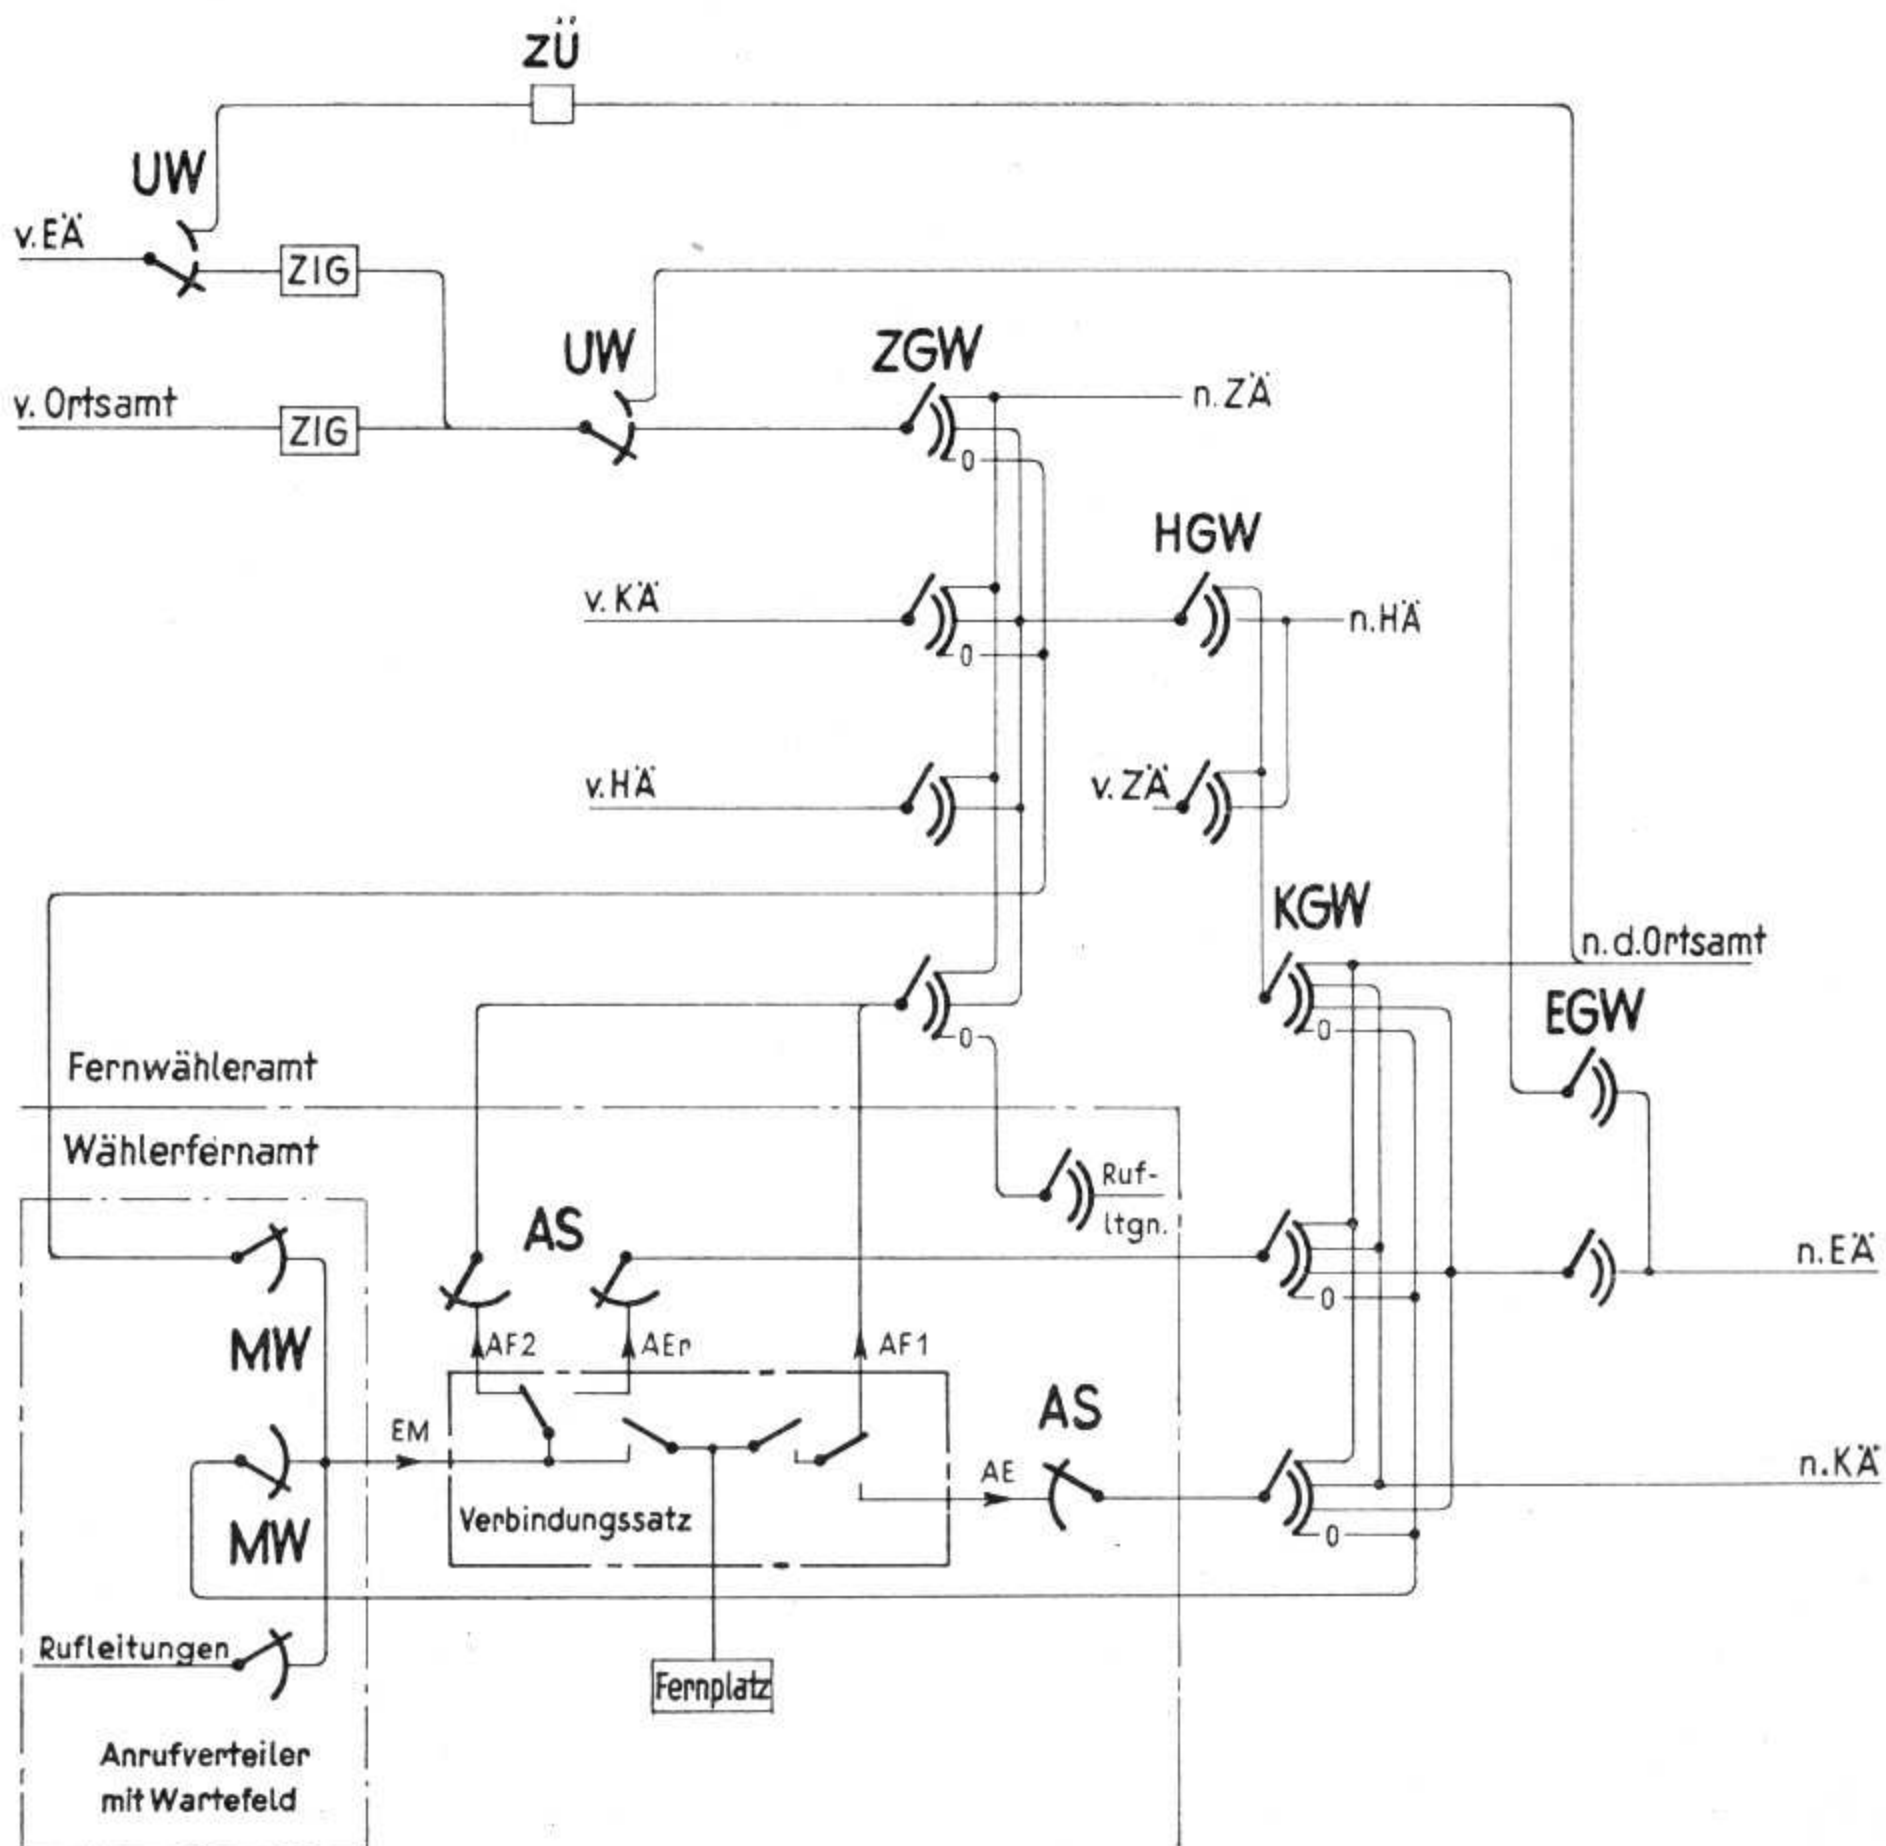 ZÜ
UW
v.EÄ
ZIG
UW
ZGW
n.ZÄ
v. Ortsamt
ZIG
0
HGW
v.KÄ
n.HÄ
0
v.HÄ
v.ZÄ
KGW
n.d.Ortsamt
EGW
0
0
Fernwähleramt
Wählerfernamt
Ruf-
ltgn.
AS
n.EÄ
0
MW
AF2
AEr
AF1
AS
EM
AE
n.KÄ
Verbindungssatz
MW
0
Rufleitungen
Fernplatz
Anrufverteiler
mit Wartefeld